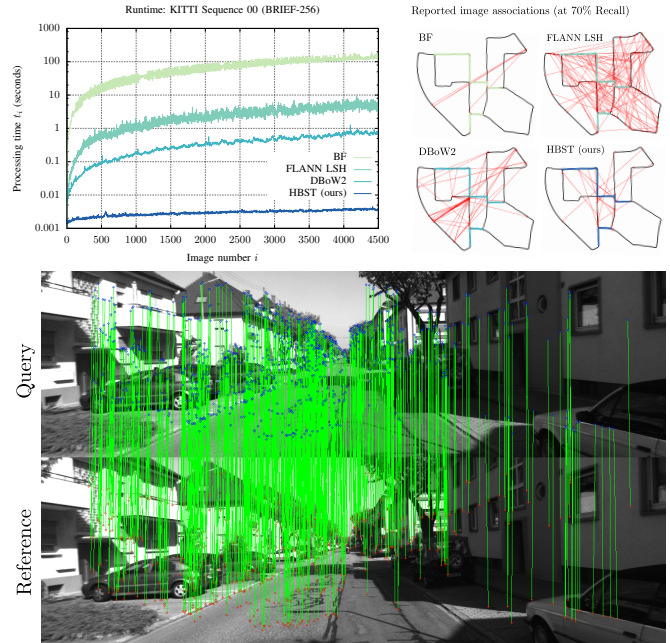 Runtime: KITTI Sequence 00 (BRIEF-256)
Processing time tᵢ (seconds)
1000
100
10
1
0.1
0.01
0.001
0
500
1000
1500
2000
2500
3000
3500
4000
4500
Image number i
BF
FLANN LSH
DBoW2
HBST (ours)
Reported image associations (at 70% Recall)
BF
FLANN LSH
DBOW2
HBST (ours)
Query
Reference